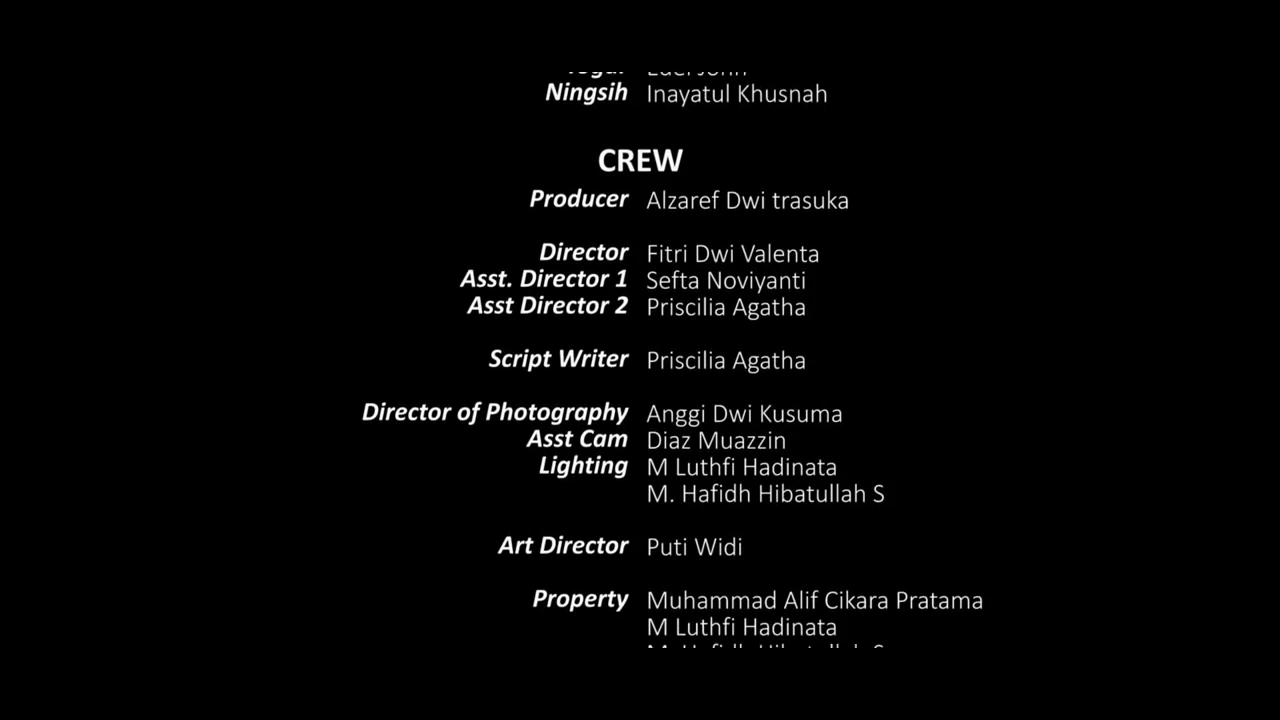 Ningsih Inayatul Khusnah
CREW
Producer Alzaref Dwi trasuka
Director Fitri Dwi Valenta
Asst. Director 1 Sefta Noviyanti
Asst Director 2 Priscilia Agatha
Script Writer Priscilia Agatha
Director of Photography Anggi Dwi Kusuma
Asst Cam Diaz Muazzin
Lighting M Luthfi Hadinata
M. Hafidh Hibatullah S
Art Director Puti Widi
Property Muhammad Alif Cikara Pratama
M Luthfi Hadinata